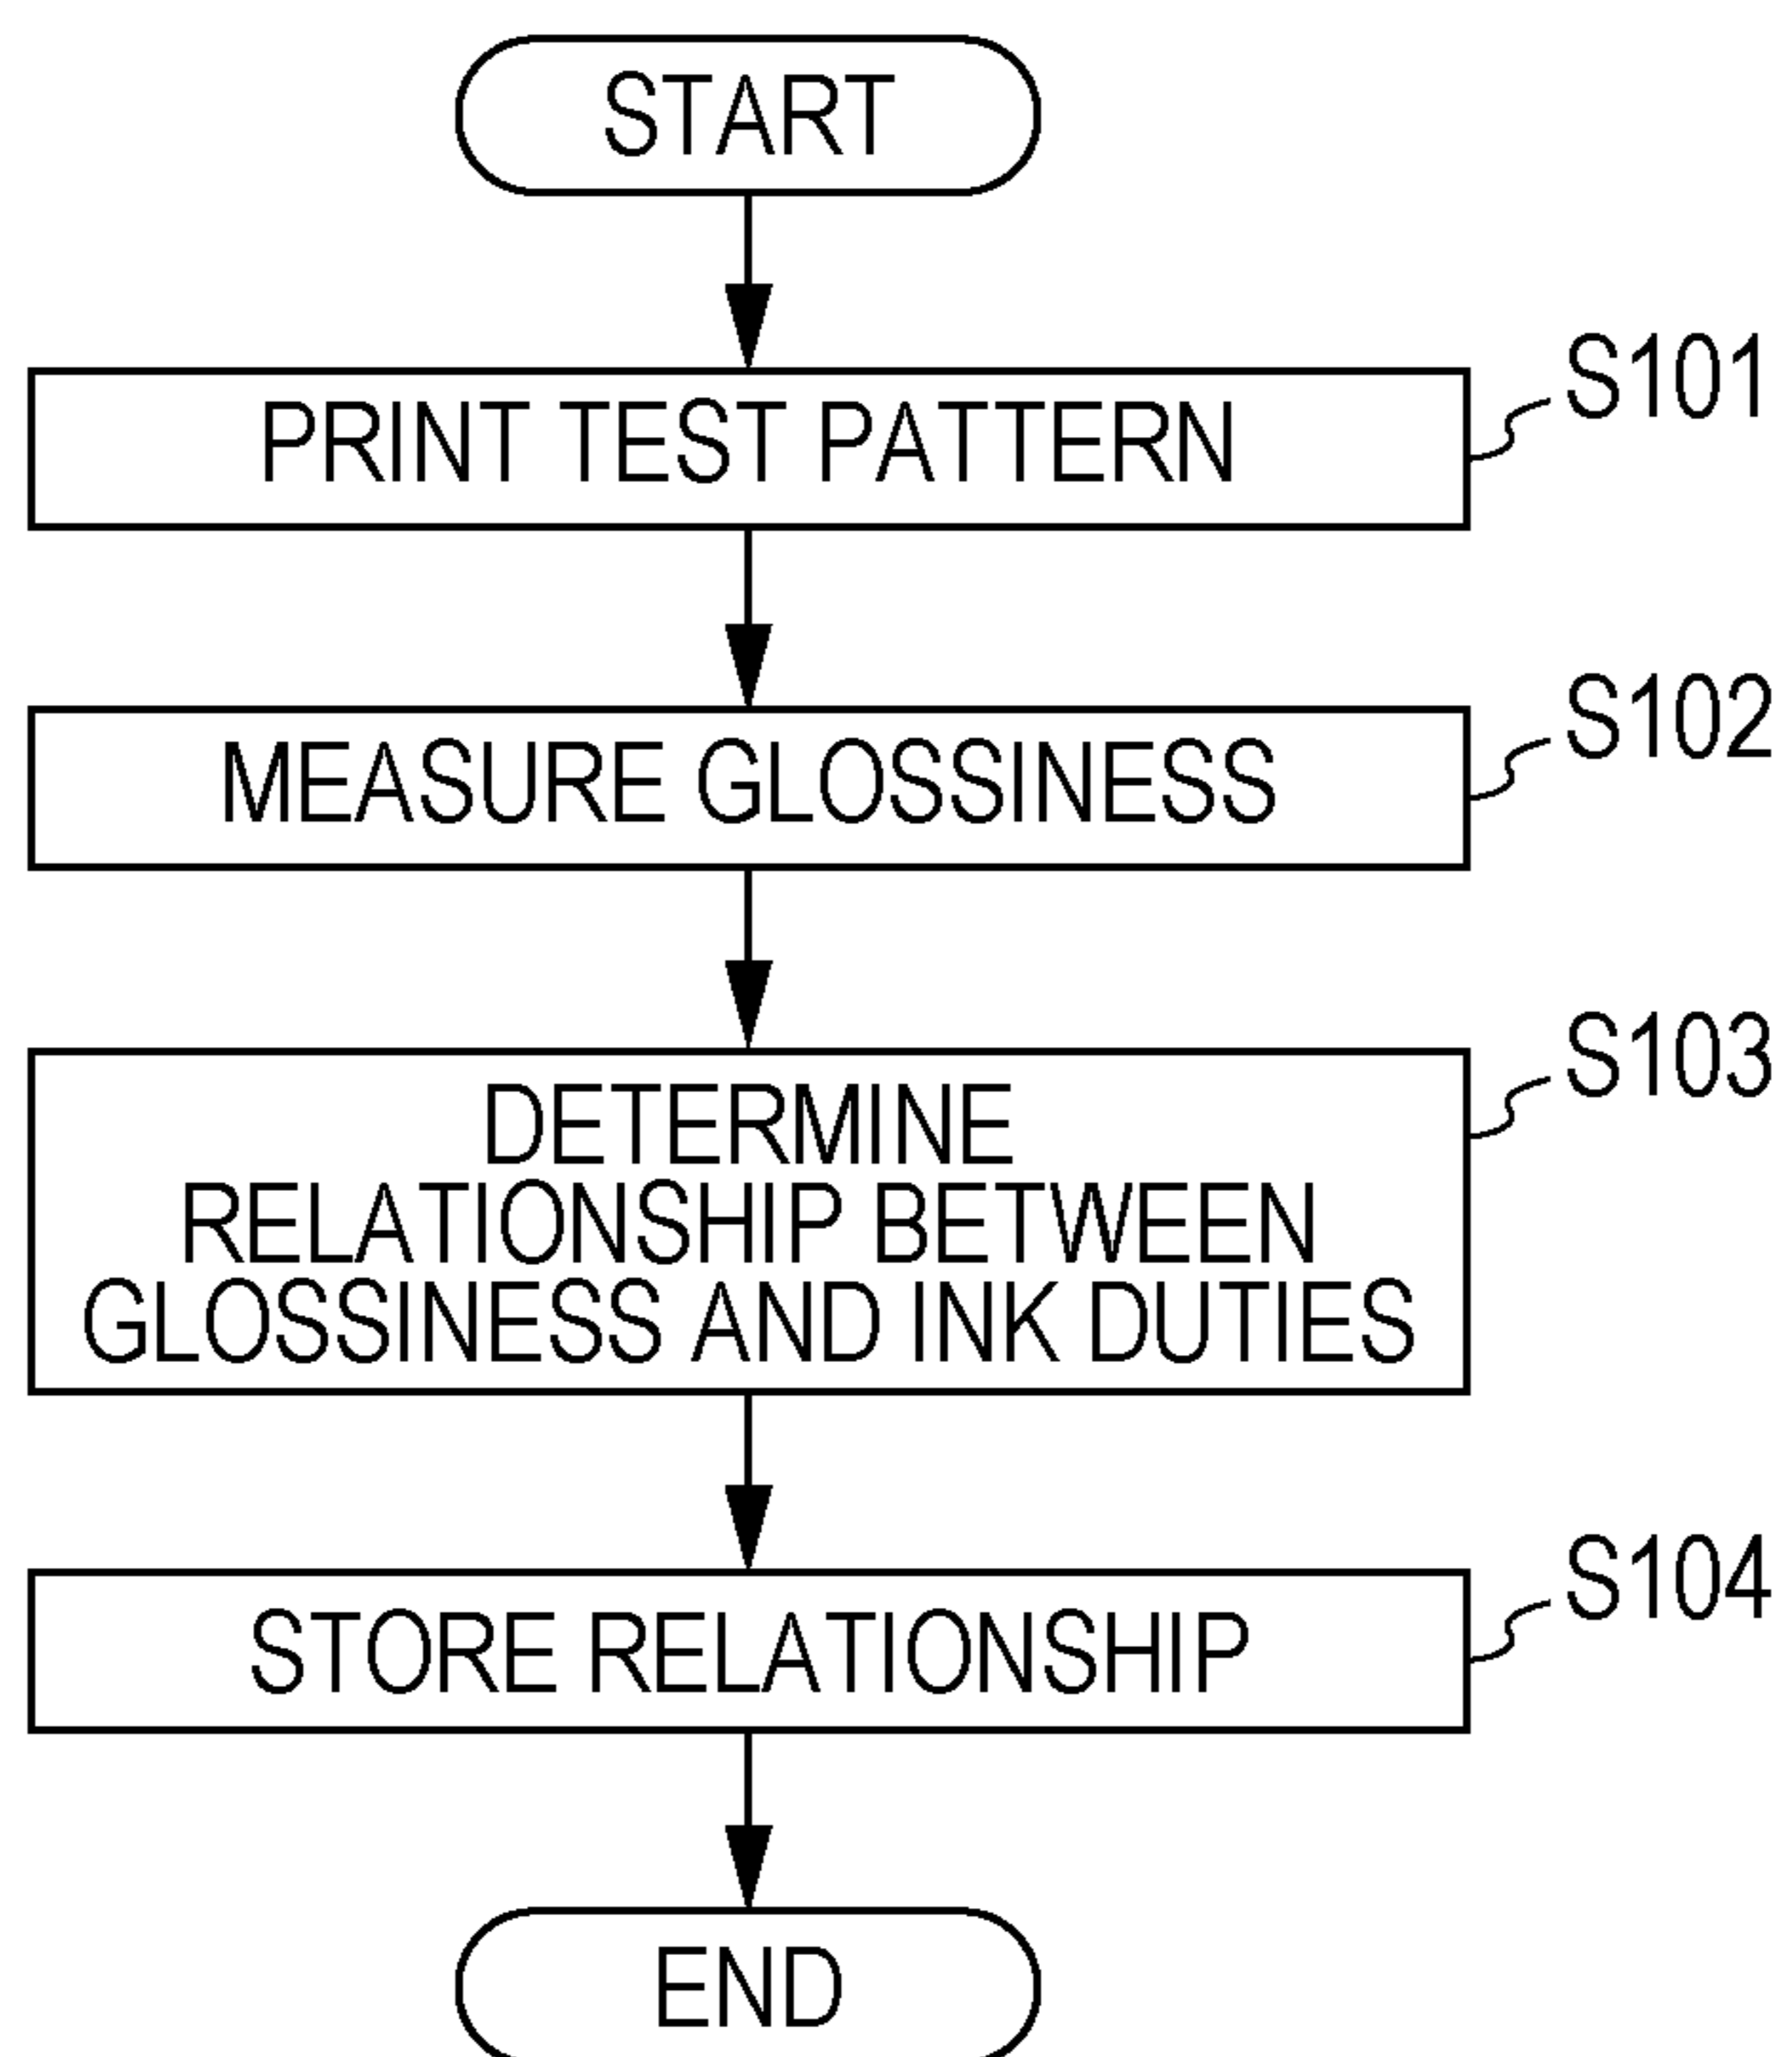 START
PRINT TEST PATTERN
S101
MEASURE GLOSSINESS
S102
DETERMINE
RELATIONSHIP BETWEEN
GLOSSINESS AND INK DUTIES
S103
STORE RELATIONSHIP
S104
END